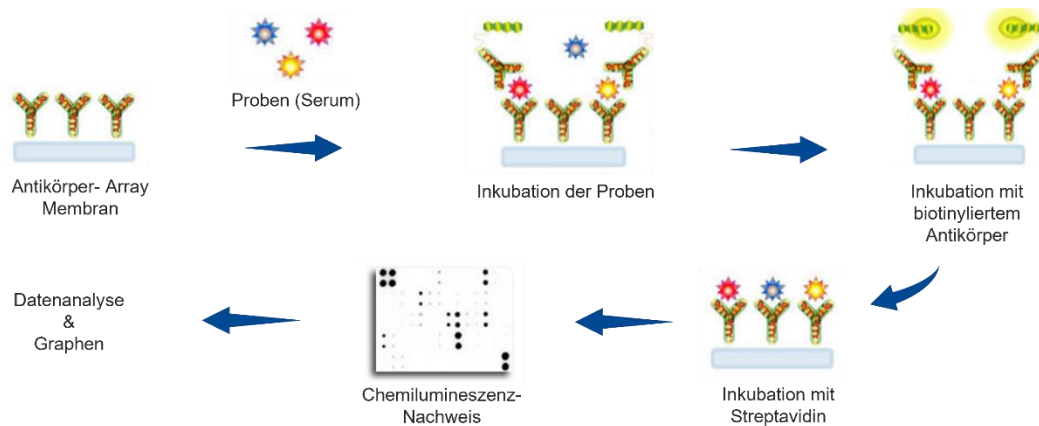 Antikörper- Array
Membran
Proben (Serum)
Inkubation der Proben
Inkubation mit
biotinyliertem
Antikörper
Inkubation mit
Streptavidin
Chemilumineszenz-
Nachweis
Datenanalyse
&
Graphen